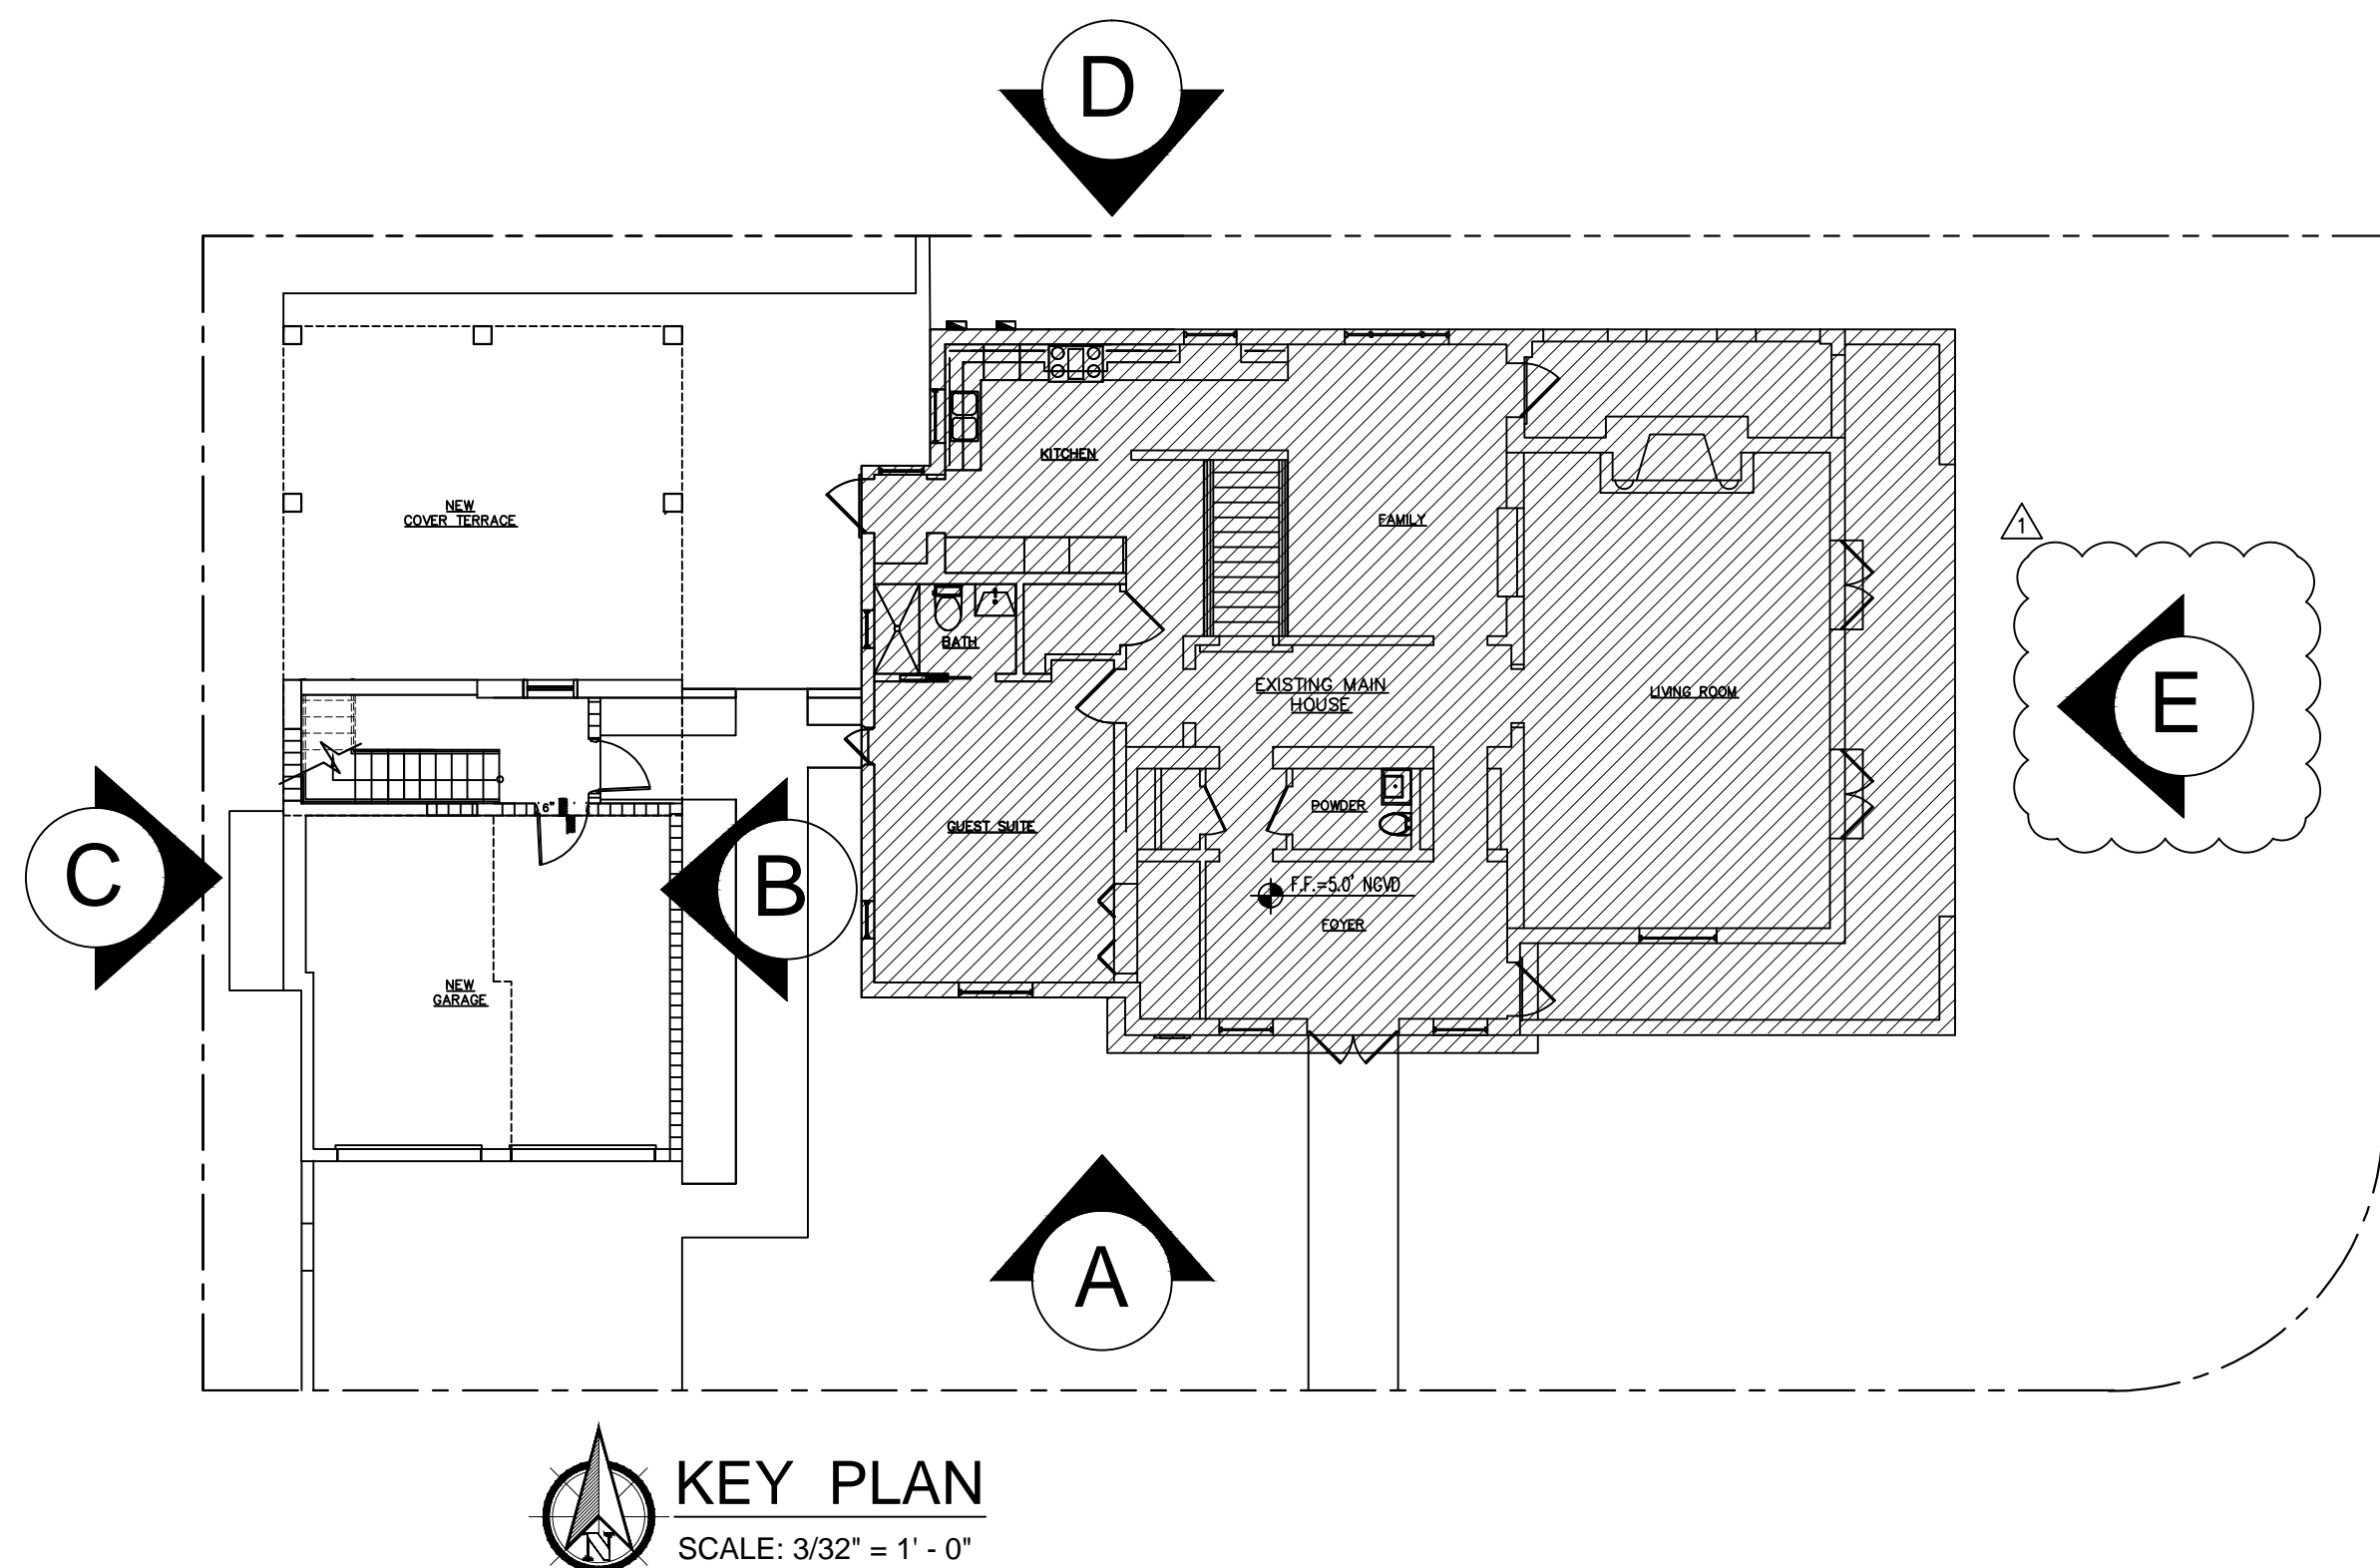 D
KITCHEN
NEW
COVER TERRACE
FAMILY
1
BATH
EXISTING MAIN
HOUSE
LIVING ROOM
E
6"
POWDER
GUEST SUITE
C
B
F.F.=5.0' NGVD
FOYER
NEW
GARAGE
A
KEY PLAN
N
SCALE: 3/32" = 1' - 0"